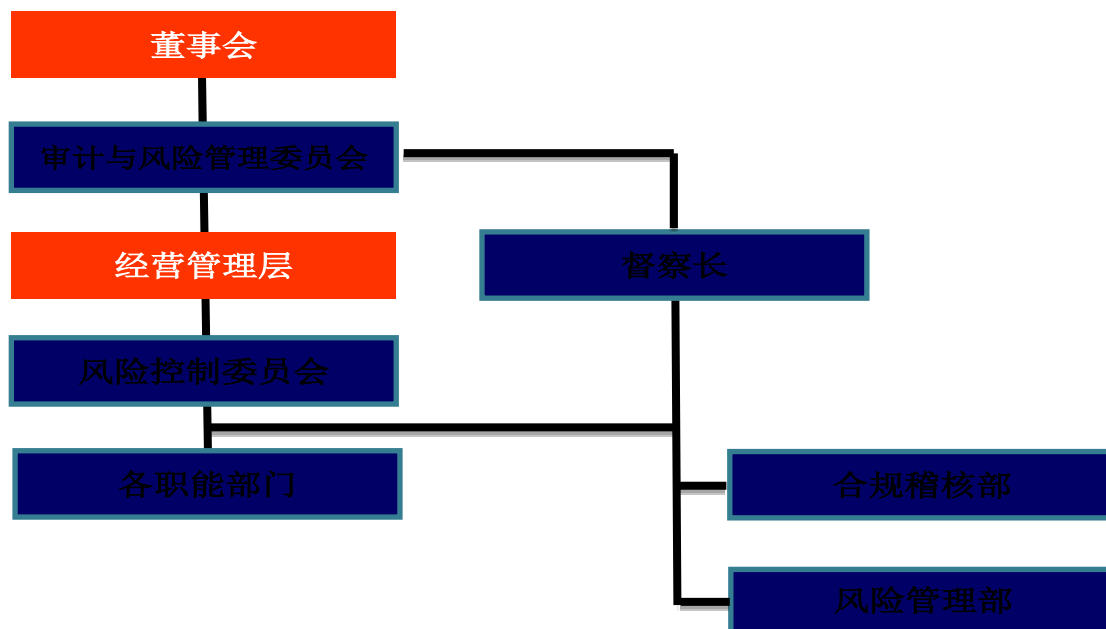 董事会
审计与风险管理委员会
经营管理层
督察长
风险控制委员会
各职能部门
合规稽核部
风险管理部